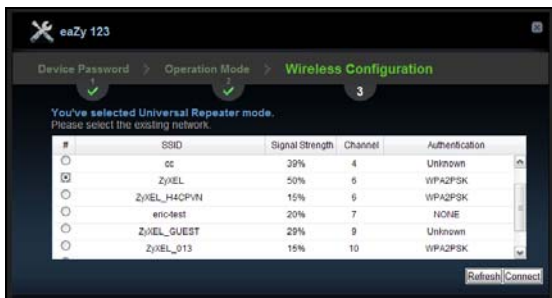 eaZy 123
Device Password > Operation Mode > Wireless Configuration
1 2 3
You've selected Universal Repeater mode.
Please select the existing network.
# SSID Signal Strength Channel Authentication
cc 39% 4 Unknown
ZyXEL 50% 6 WPA2PSK
ZyXEL_H4CPVN 15% 6 WPA2PSK
eric-test 20% 7 NONE
ZyXEL_GUEST 29% 9 Unknown
ZyXEL_013 15% 10 WPA2PSK
Refresh Connect